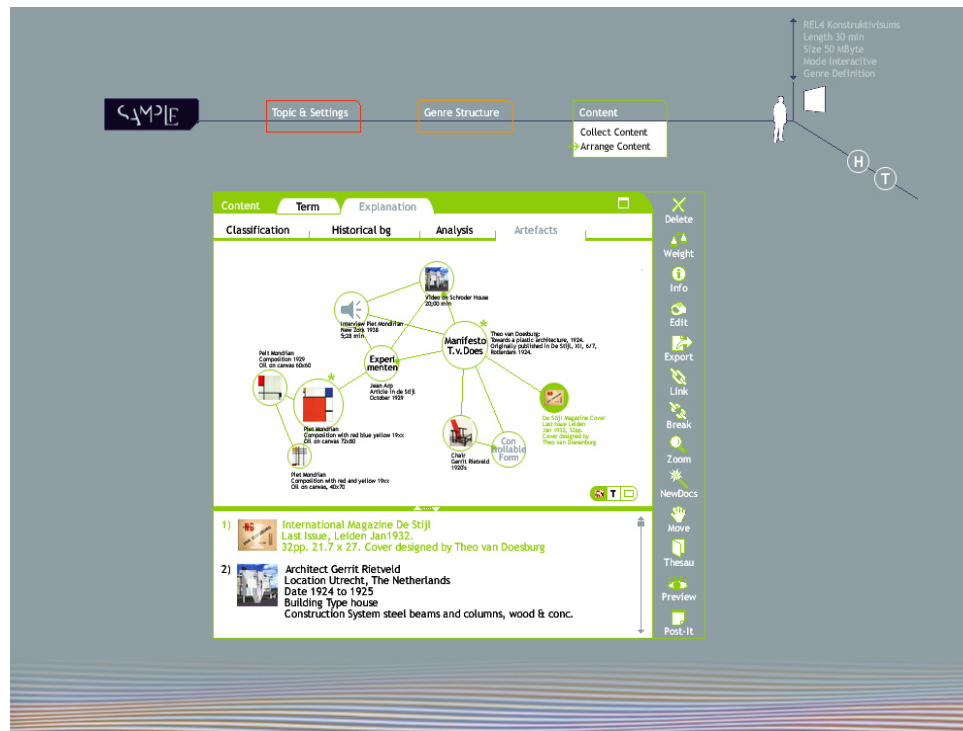 REL4 Konstruktivisums
Length 30 min
Size 50 MByte
Mode Interacitve
Genre Definition
SAMPLE
Topic & Settings
Genre Structure
Content
Collect Content
Arrange Content
H
T
Content
Term
Explanation
Classification
Historical bg
Analysis
Artefacts
Video on Schroder House
20;00 min
Interview Piet Mondirian
New Zork 1938
5;28 min
Manifesto
T.v.Does
Theo van Doesburg:
Towards a plastic architecture, 1924.
Originally published in De Stijl, XII, 6/7,
Rotterdam 1924.
Peit Mondrian
Composition 1929
Oil on canvas 60x60
Experi
menten
Jean Arp
Article in de Stijl
October 1929
Piet Mondrian
Composition with red blue yellow 19xx
Oil on canvas 72x80
De Stijl Magazine Cover
Last Issue Leiden
Jan 1932, 32pp.
Cover designed by
Theo van Doesenburg
Chair
Gerrit Rietveld
1920's
Con
trollable
Form
Piet Mondrian
Composition with red and yellow 19xx
Oil on canvas, 40x70
T
1) International Magazine De Stijl
Last Issue, Leiden Jan1932.
32pp. 21.7 x 27. Cover designed by Theo van Doesburg
2) Architect Gerrit Rietveld
Location Utrecht, The Netherlands
Date 1924 to 1925
Building Type house
Construction System steel beams and columns, wood & conc.
Delete
Weight
Info
Edit
Export
Link
Break
Zoom
NewDocs
Move
Thesau
Preview
Post-It